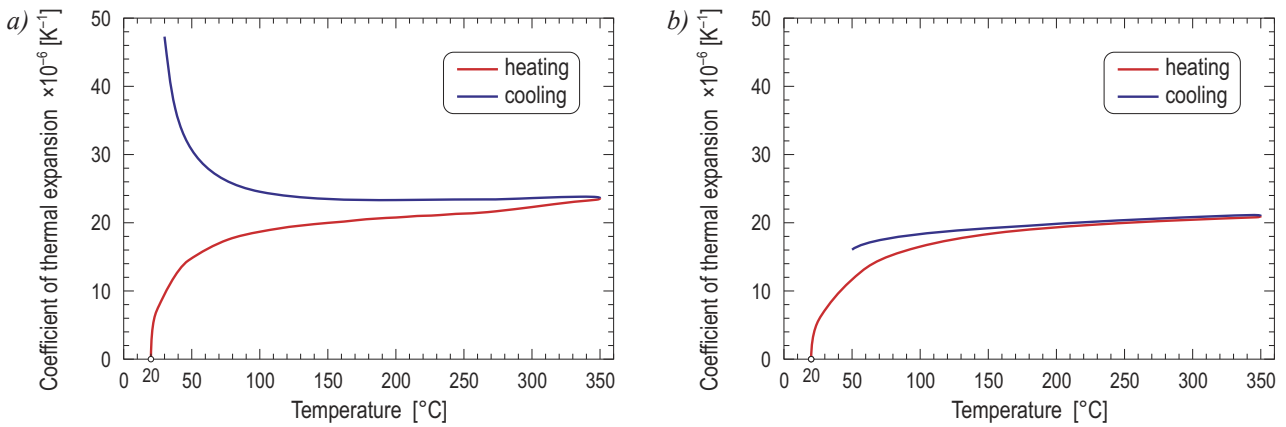 a)
Coefficient of thermal expansion ×10⁻⁶ [K⁻¹]
50
40
30
20
10
0
heating
cooling
0 20 50 100 150 200 250 300 350
Temperature [°C]
b)
Coefficient of thermal expansion ×10⁻⁶ [K⁻¹]
50
40
30
20
10
0
heating
cooling
0 20 50 100 150 200 250 300 350
Temperature [°C]